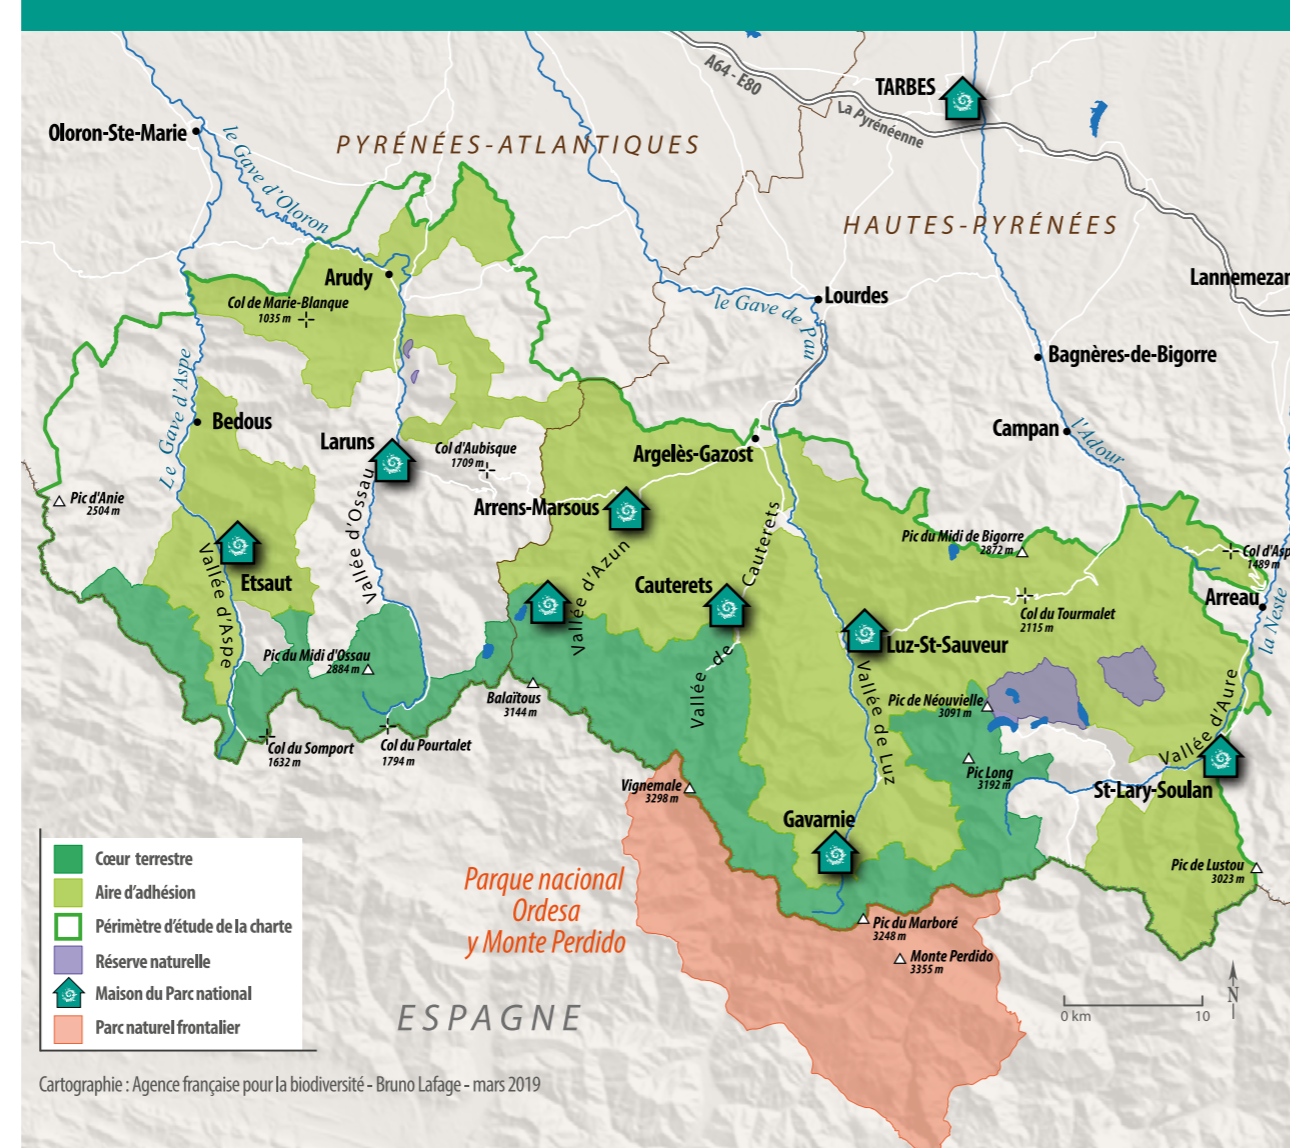 A64 - E80
TARBES
La Pyrénéenne
Oloron-Ste-Marie
le Gave d'Oloron
PYRÉNÉES-ATLANTIQUES
HAUTES-PYRÉNÉES
Arudy
Lannemezan
Col de Marie-Blanque
1035 m
le Gave de Pau
Lourdes
Le Gave d'Aspe
Bagnères-de-Bigorre
Bedous
Laruns
Col d'Aubisque
1709 m
Argelès-Gazost
Campan
l'Adour
Pic d'Anie
2504 m
Arrens-Marsous
Vallée d'Ossau
Vallée d'Azun
Vallée de Cauterets
Pic du Midi de Bigorre
2872 m
Col d'Asp
1489 m
Etsaut
Vallée d'Aspe
Cauterets
Col du Tourmalet
2115 m
Arreau
la Neste
Luz-St-Sauveur
Pic du Midi d'Ossau
2884 m
Balaïtous
3144 m
Vallée de Luz
Pic de Néouvielle
3091 m
Vallée d'Aure
Col du Somport
1632 m
Col du Pourtalet
1794 m
Pic Long
3192 m
Vignemale
3298 m
St-Lary-Soulan
Gavarnie
Pic de Lustou
3023 m
Parque nacional
Ordesa
y Monte Perdido
Pic du Marboré
3248 m
Monte Perdido
3355 m
ESPAGNE
N
0 km 10
Cœur terrestre
Aire d'adhésion
Périmètre d'étude de la charte
Réserve naturelle
Maison du Parc national
Parc naturel frontalier
Cartographie : Agence française pour la biodiversité - Bruno Lafage - mars 2019